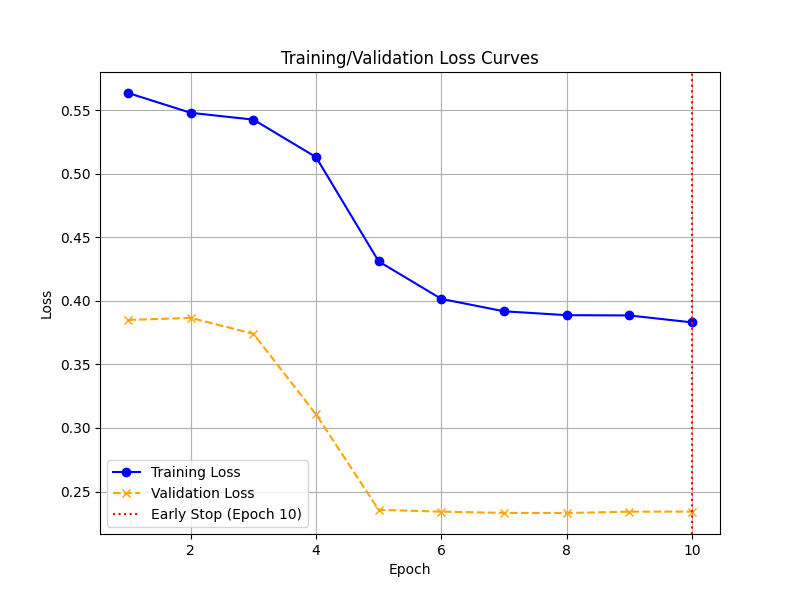 Training/Validation Loss Curves
Loss
0.55
0.50
0.45
0.40
0.35
0.30
0.25
Training Loss
Validation Loss
Early Stop (Epoch 10)
2
4
6
8
10
Epoch